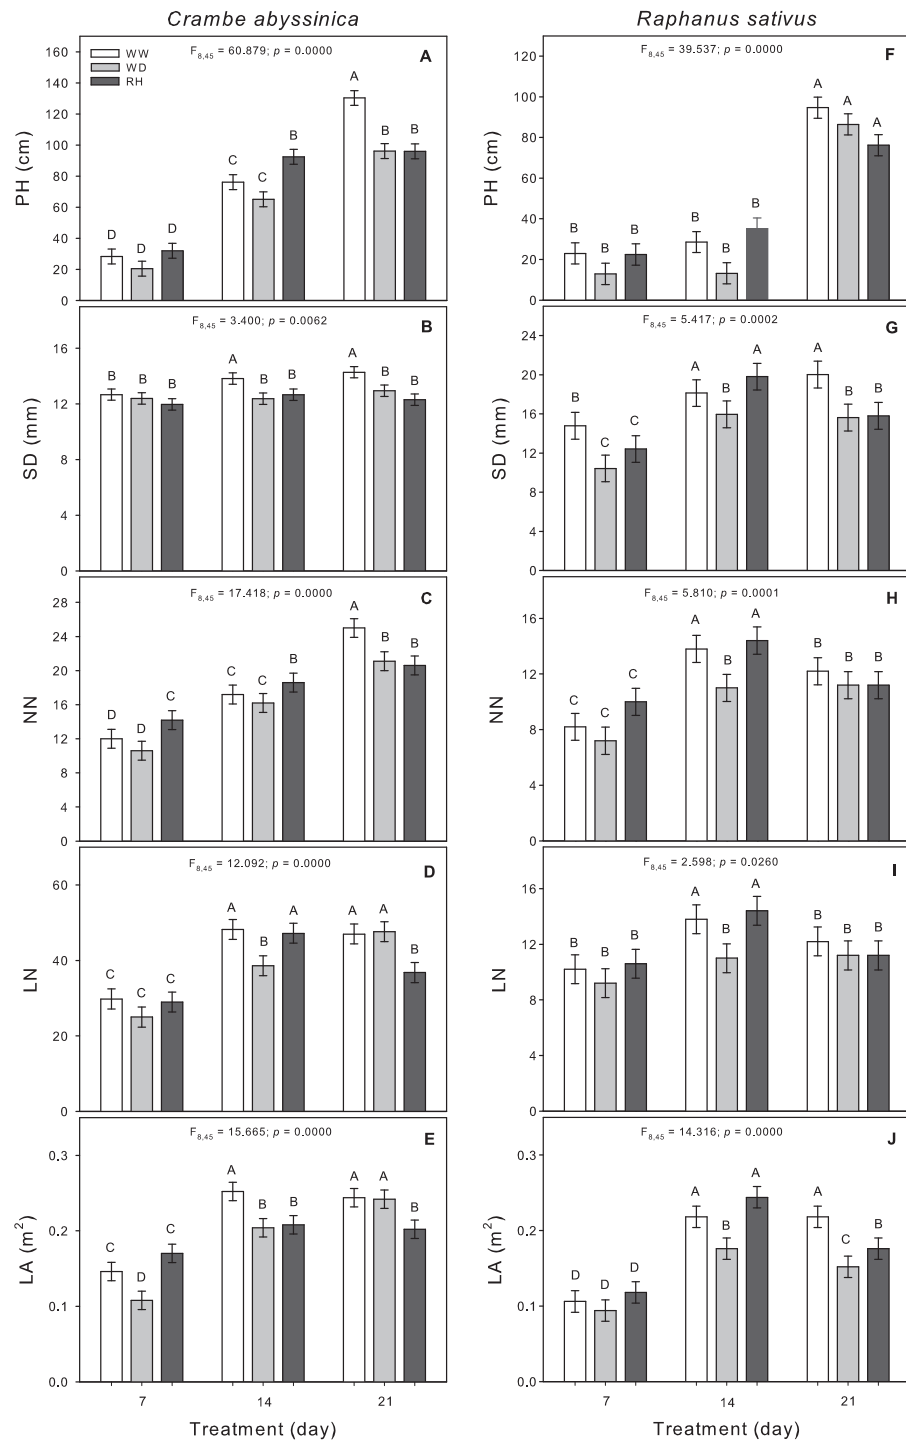 Crambe abyssinica
Raphanus sativus
F8,45 = 60.879; p = 0.0000
A
WW
WD
RH
PH (cm)
160
140
120
100
80
60
40
20
0
D
D
D
C
C
B
A
B
B
F8,45 = 39.537; p = 0.0000
F
PH (cm)
120
100
80
60
40
20
0
B
B
B
B
B
B
A
A
A
F8,45 = 3.400; p = 0.0062
B
SD (mm)
16
12
8
4
0
B
B
B
A
B
B
A
B
B
F8,45 = 5.417; p = 0.0002
G
SD (mm)
24
20
16
12
8
4
0
B
C
C
A
B
A
A
B
B
F8,45 = 17.418; p = 0.0000
C
NN
28
24
20
16
12
8
4
0
D
D
C
C
C
B
A
B
B
F8,45 = 5.810; p = 0.0001
H
NN
16
12
8
4
0
C
C
C
A
B
A
B
B
B
F8,45 = 12.092; p = 0.0000
D
LN
60
40
20
0
C
C
C
A
B
A
A
A
B
F8,45 = 2.598; p = 0.0260
I
LN
16
12
8
4
0
B
B
B
A
B
A
B
B
B
F8,45 = 15.665; p = 0.0000
E
LA (m²)
0.3
0.2
0.1
0.0
C
D
C
A
B
B
A
A
B
7
14
21
Treatment (day)
F8,45 = 14.316; p = 0.0000
J
LA (m²)
0.3
0.2
0.1
0.0
D
D
D
A
B
A
A
C
B
7
14
21
Treatment (day)